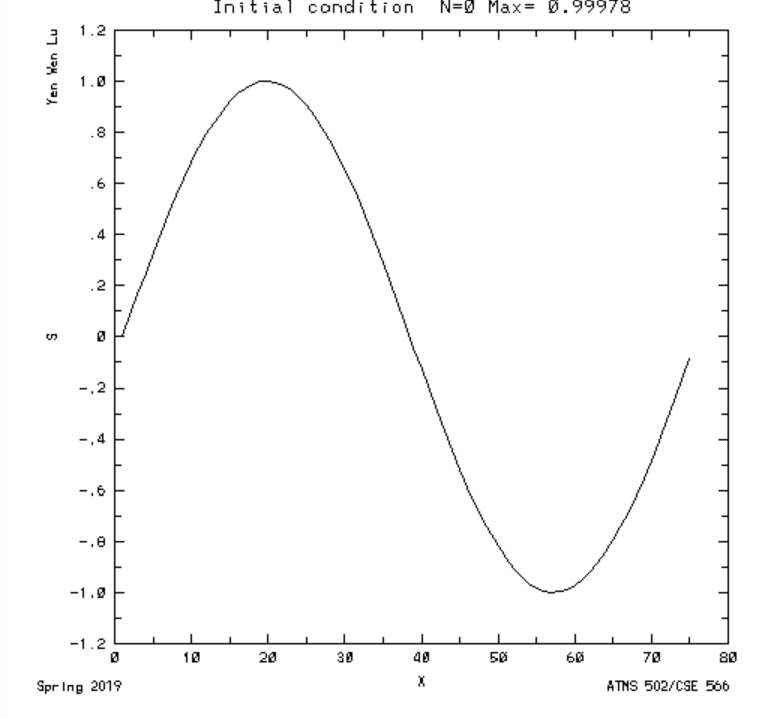 Initial condition N=0 Max= 0.99978
Yen Wen Lu
1.2
1.0
.8
.6
.4
.2
0
-.2
-.4
-.6
-.8
-1.0
-1.2
S
0 10 20 30 40 50 60 70 80
X
Spring 2019
ATMS 502/CSE 566